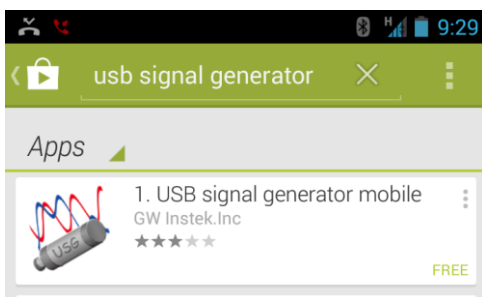 H 9:29
usb signal generator
Apps
1. USB signal generator mobile
GW Instek.Inc
USG
FREE